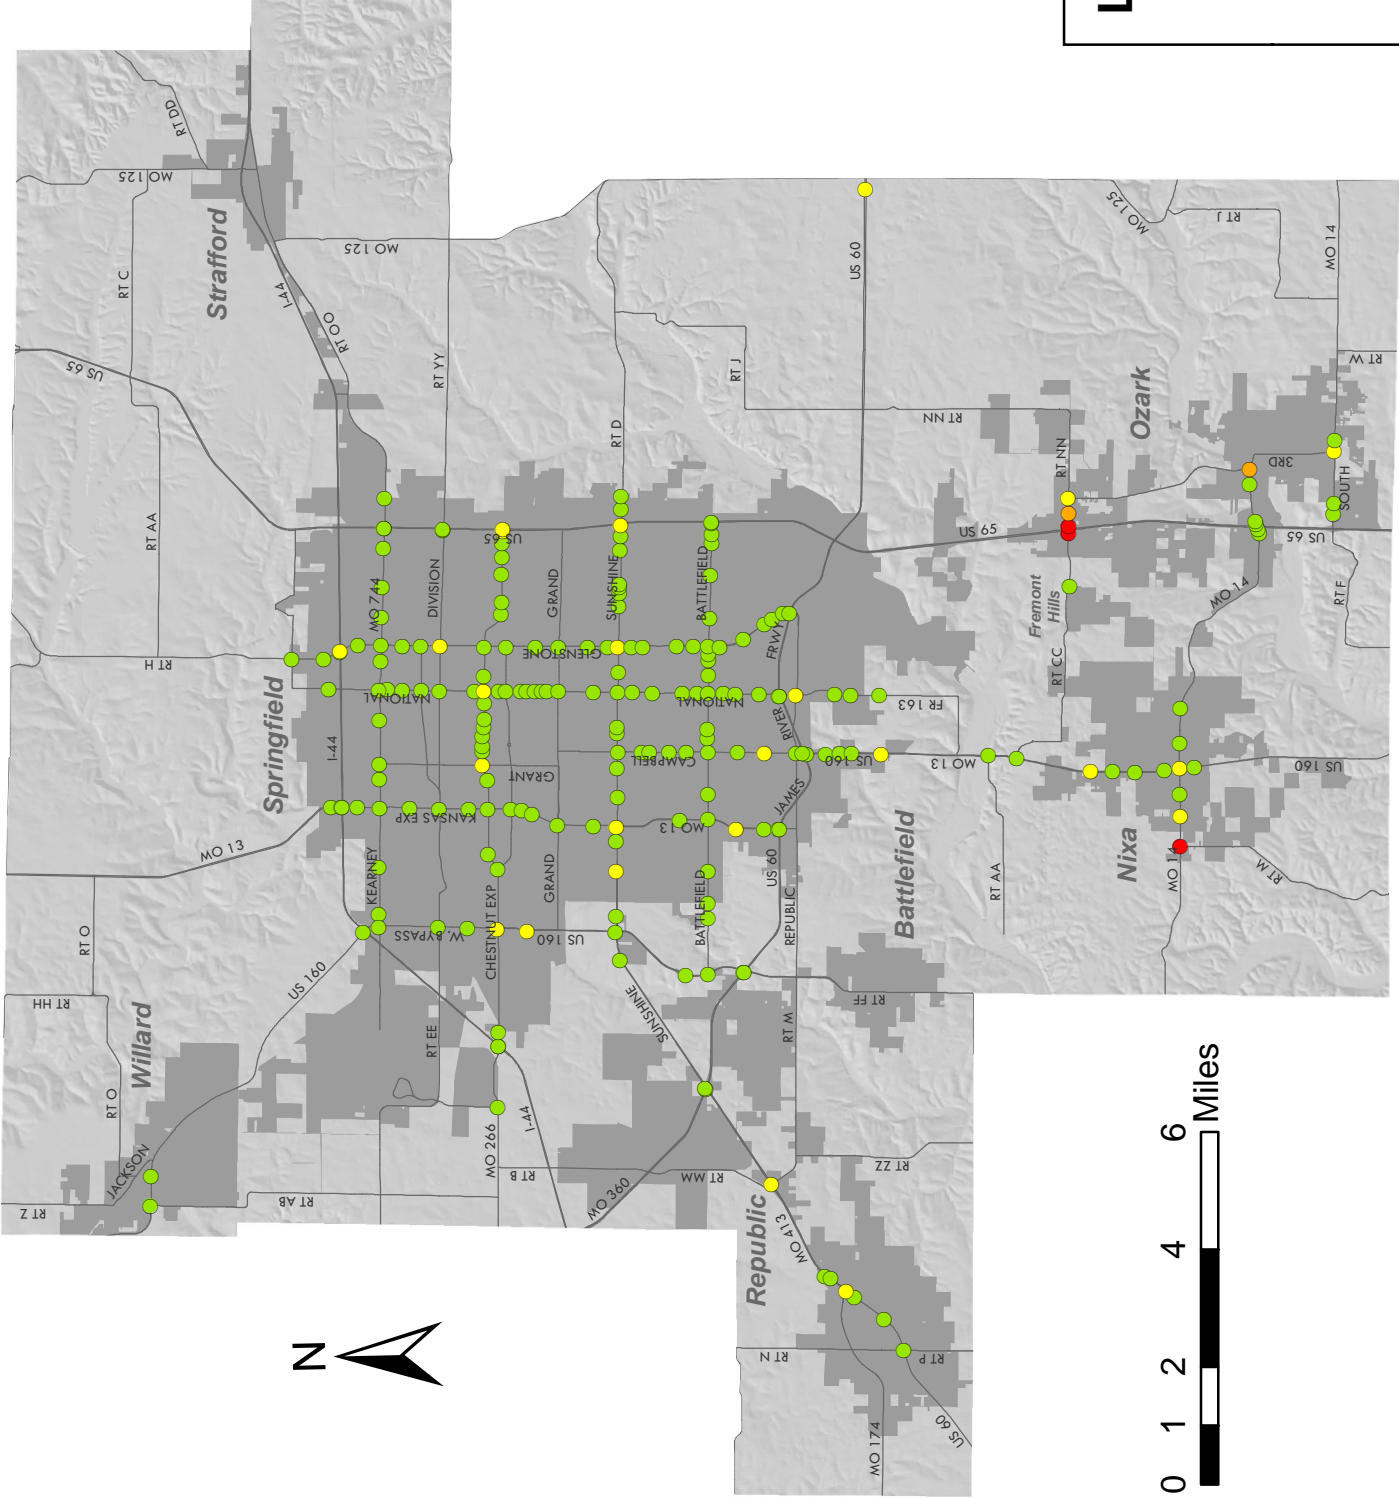 L
RT DD
MO 125
Strafford
RT C
MO 125
I-44
RT OO
US 65
RT YY
RT AA
RT H
Springfield
I-44
MO 13
RT O
RT HH
Willard
US 160
RT O
JACKSON
RT Z
RT AB
MO 744
DIVISION
US 65
GRAND
SUNSHINE
BATTLEFIELD
RT D
RT J
US 60
RT NN
GLENSTONE
NATIONAL
NATIONAL
FRWY
RIVER
JAMES
FR 163
GRANT
CAMPBELL
US 160
MO 13
KANSAS EXP
MO 13
KEARNEY
W. BYPASS
CHESTNUT EXP
GRAND
US 160
BATTLEFIELD
US 60
REPUBLIC
Battlefield
RT EE
SUNSHINE
RT M
RT FF
MO 266
I-44
RT B
MO 360
RT MM
RT ZZ
Republic
MO 413
RT N
RT P
MO 174
US 60
MO 125
RT J
MO 14
RT W
Ozark
RT NN
3RD
SOUTH
US 65
US 65
Fremont
Hills
MO 14
RT F
RT CC
US 160
RT AA
Nixa
MO 14
RT M
N
0 1 2 4 6
Miles